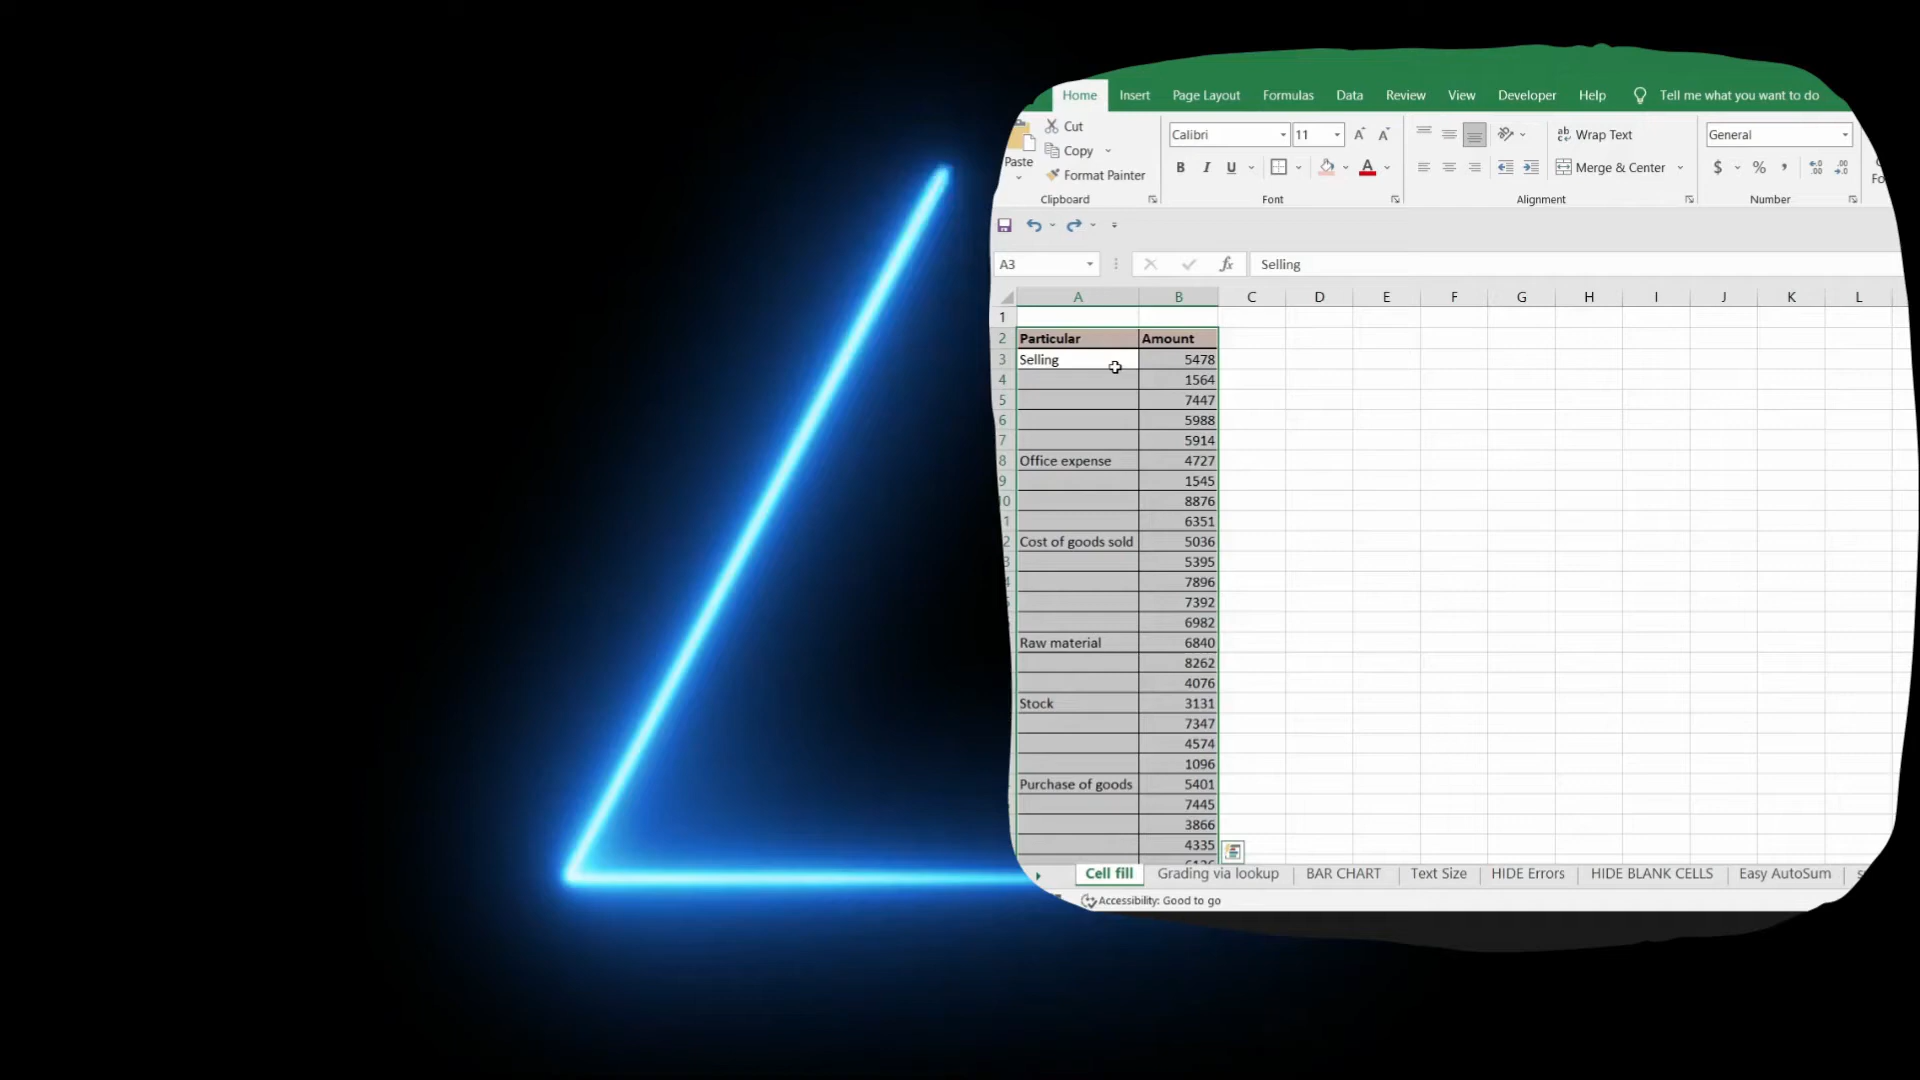 Home Insert Page Layout Formulas Data Review View Developer Help Tell me what you want to do
Paste
Cut
Copy
Format Painter
Clipboard
Calibri 11
B I U
Font
ab Wrap Text
Merge & Center
Alignment
General
$ % ,
Number
A3 fx Selling
A B C D E F G H I J K L
1
2 Particular Amount
3 Selling 5478
4 1564
5 7447
6 5988
7 5914
8 Office expense 4727
9 1545
0 8876
1 6351
2 Cost of goods sold 5036
5395
7896
7392
6982
Raw material 6840
8262
4076
Stock 3131
7347
4574
1096
Purchase of goods 5401
7445
3866
4335
Cell fill Grading via lookup BAR CHART Text Size HIDE Errors HIDE BLANK CELLS Easy AutoSum
Accessibility: Good to go